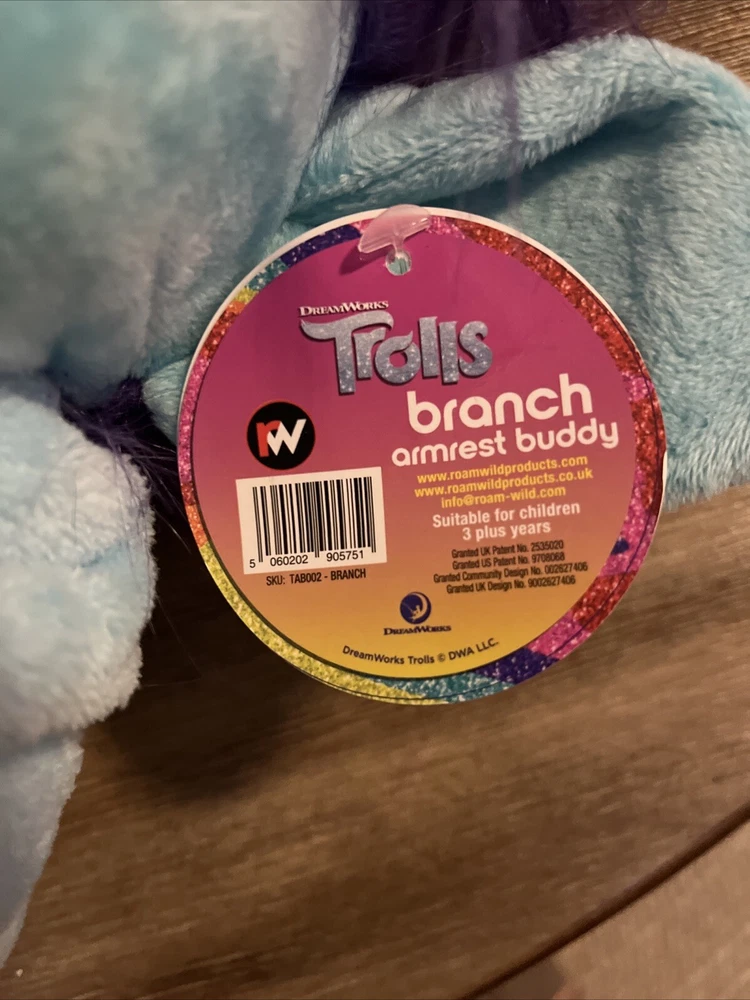 DREAMWORKS
Trolls
branch
armrest buddy
rw
www.roamwildproducts.com
www.roamwildproducts.co.uk
info@roam-wild.com
Suitable for children
3 plus years
5 060202 905751
SKU: TAB002 - BRANCH
Granted UK Patent No. 2535020
Granted US Patent No. 9708068
Granted Community Design No. 002627406
Granted UK Design No. 9002627406
DREAMWORKS
DreamWorks Trolls © DWA LLC.